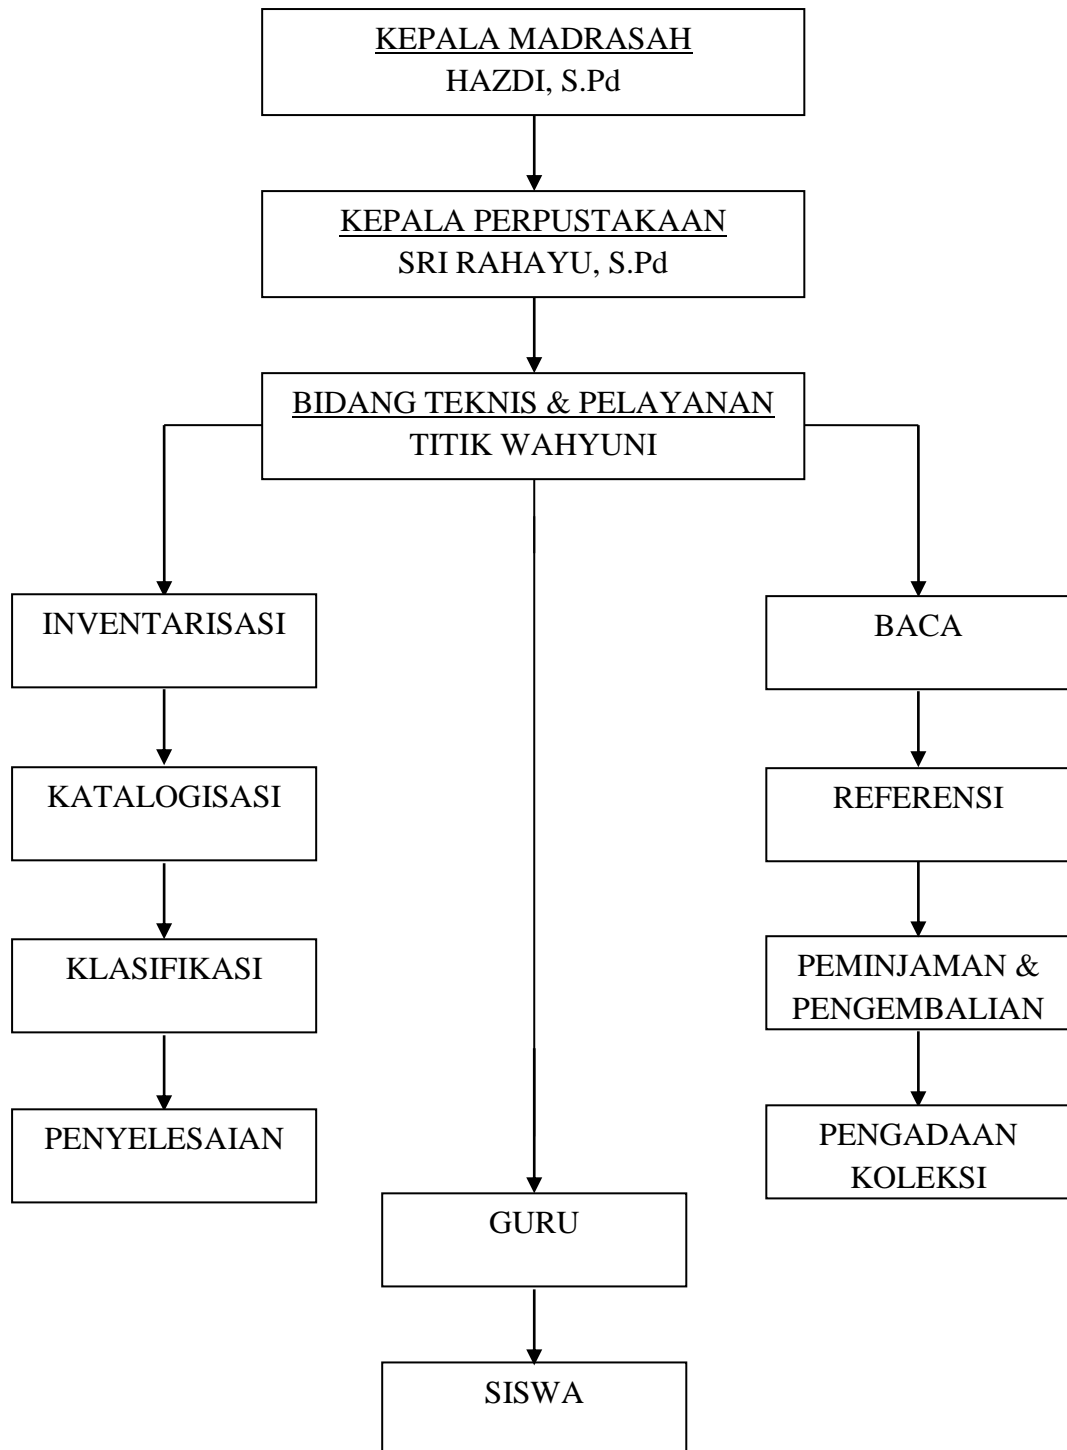 KEPALA MADRASAH
HAZDI, S.Pd
KEPALA PERPUSTAKAAN
SRI RAHAYU, S.Pd
BIDANG TEKNIS & PELAYANAN
TITIK WAHYUNI
INVENTARISASI
KATALOGISASI
KLASIFIKASI
PENYELESAIAN
GURU
SISWA
BACA
REFERENSI
PEMINJAMAN &
PENGEMBALIAN
PENGADAAN
KOLEKSI